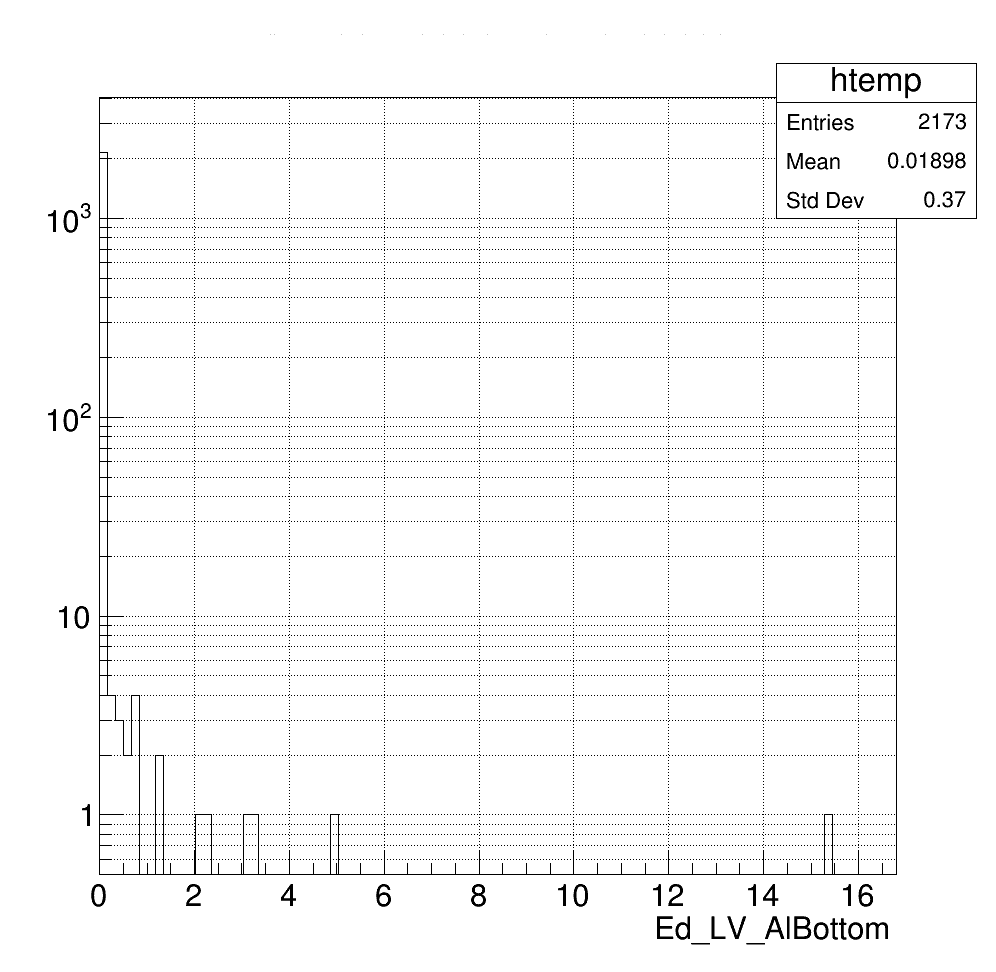 htemp
Entries 2173
Mean 0.01898
Std Dev 0.37
10³
10²
10
1
0 2 4 6 8 10 12 14 16
Ed_LV_AlBottom